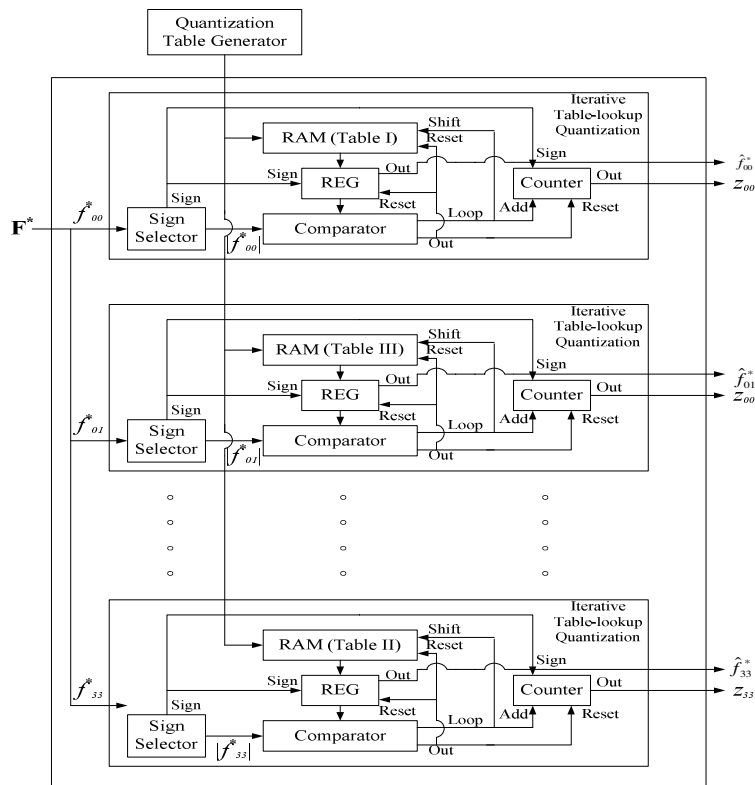 Quantization
Table Generator
Iterative
Table-lookup
Quantization
Shift
RAM (Table I)
Reset
Out
Sign
Sign
REG
Counter
Out
f̂*00
z00
Reset
Sign
F*
f*00
Sign
Selector
|f*00|
Comparator
Loop
Add
Reset
Out
Iterative
Table-lookup
Quantization
Shift
RAM (Table III)
Reset
Out
Sign
Sign
REG
Counter
Out
f̂*01
z00
Reset
Sign
f*01
Sign
Selector
|f*01|
Comparator
Loop
Add
Reset
Out
Iterative
Table-lookup
Quantization
Shift
RAM (Table II)
Reset
Out
Sign
Sign
REG
Counter
Out
f̂*33
z33
Reset
Sign
f*33
Sign
Selector
|f*33|
Comparator
Loop
Add
Reset
Out